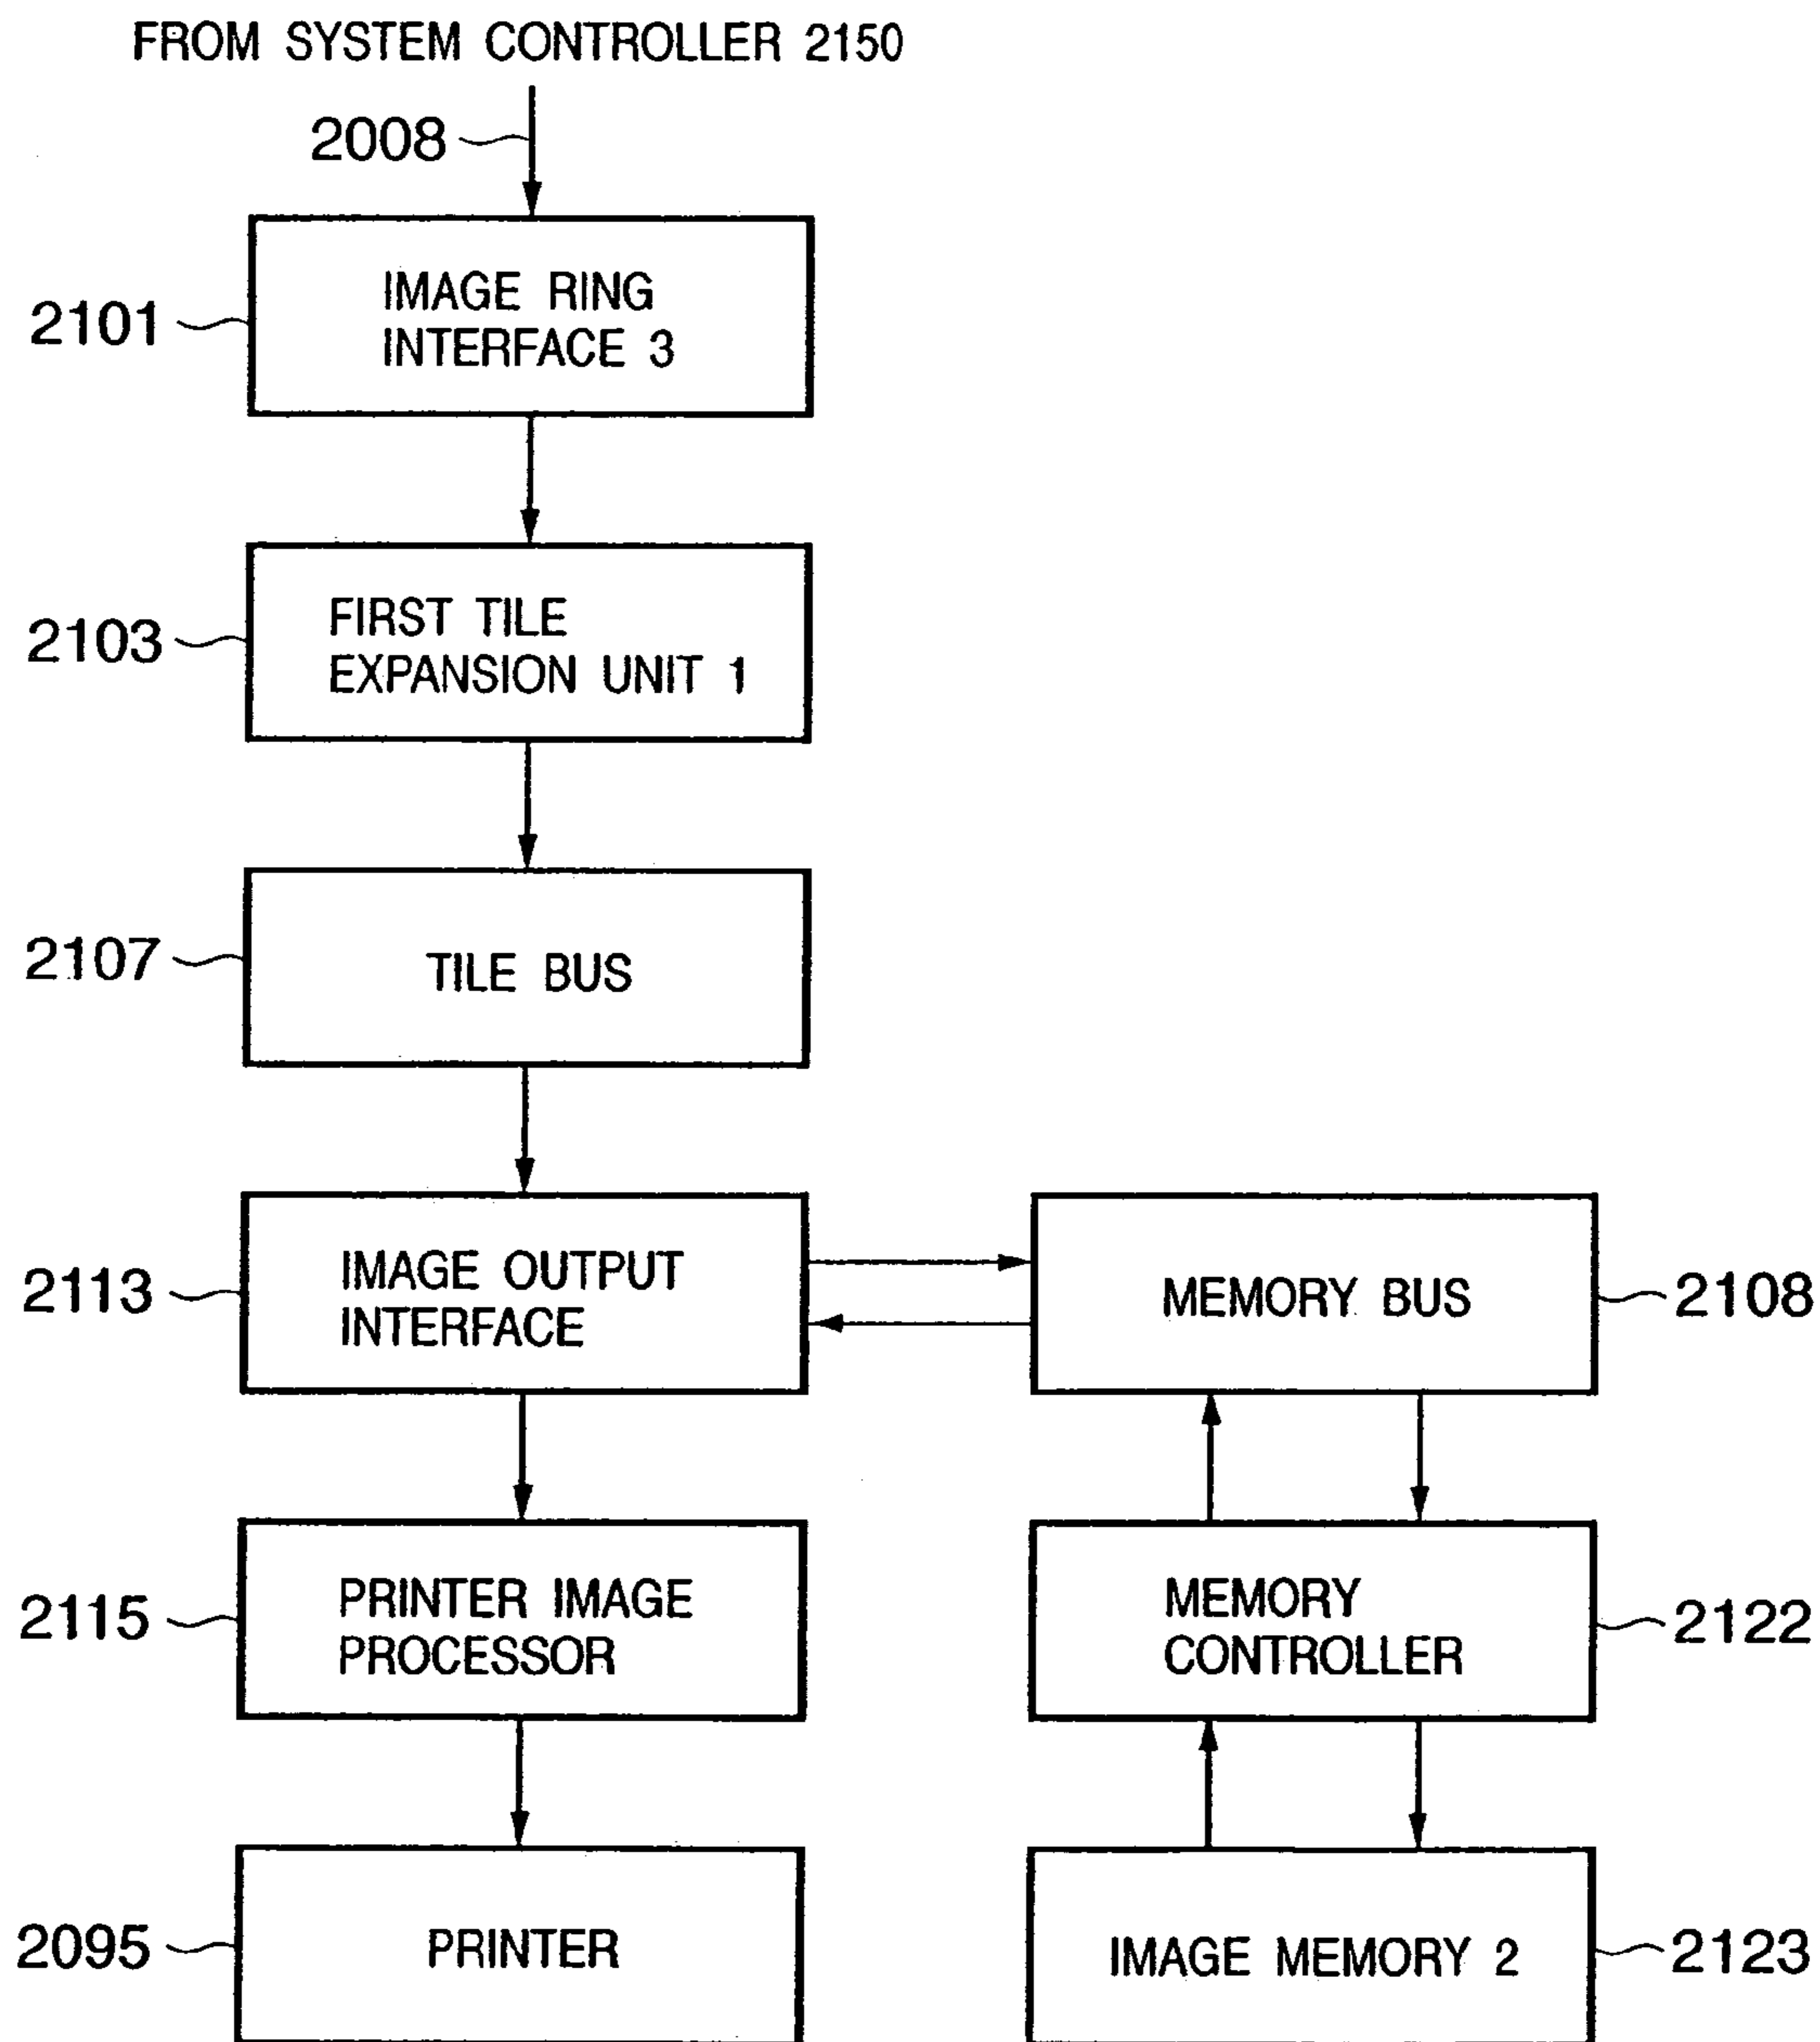 FROM SYSTEM CONTROLLER 2150
2008
2101
IMAGE RING
INTERFACE 3
2103
FIRST TILE
EXPANSION UNIT 1
2107
TILE BUS
2113
IMAGE OUTPUT
INTERFACE
MEMORY BUS
2108
2115
PRINTER IMAGE
PROCESSOR
MEMORY
CONTROLLER
2122
2095
PRINTER
IMAGE MEMORY 2
2123